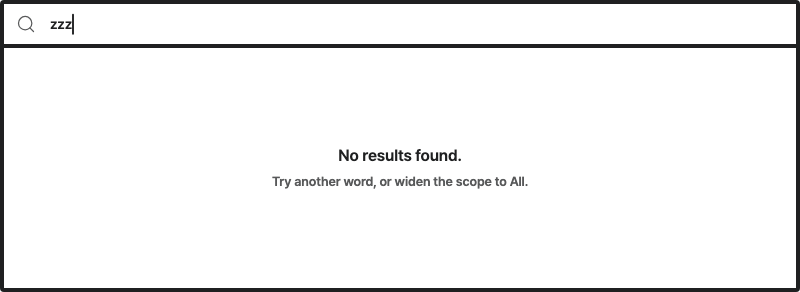 zzz
No results found.
Try another word, or widen the scope to All.